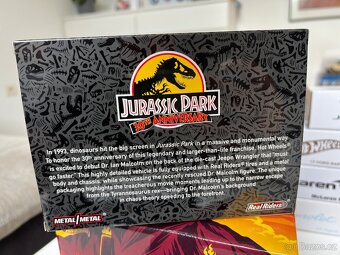 JURASSIC PARK
30TH ANNIVERSARY
In 1993, dinosaurs hit the big screen in Jurassic Park in a massive and monumental way.
To honor the 30th anniversary of this legendary and larger-than-life franchise, Hot Wheels
is excited to debut Dr. Ian Malcolm on the back of the die-cast Jeep® Wrangler that "must
go faster." This highly detailed vehicle is fully equipped with Real Riders® tires and a metal
body and chassis, while showcasing the recently rescued Dr. Malcolm figure. The unique
packaging highlights the treacherous movie moments leading up to the narrow escape
from the Tyrannosaurus rex—bringing Dr. Malcolm's background
in chaos theory speeding to the forefront.
METAL/METAL
Real Riders